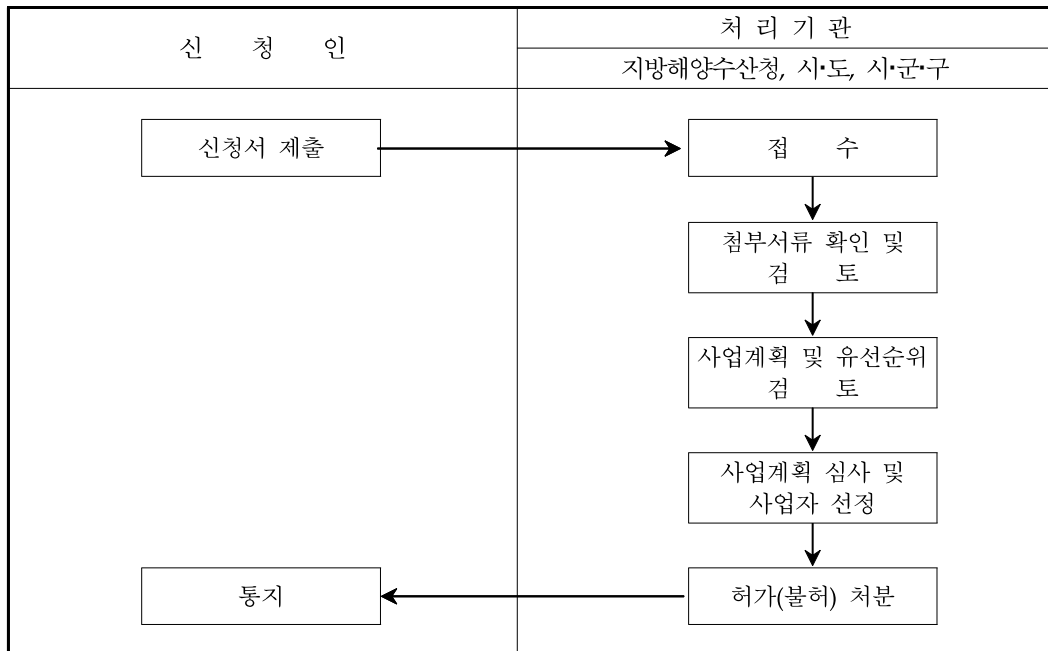 신 청 인
처 리 기 관
지방해양수산청, 시·도, 시·군·구
신청서 제출
접 수
첨부서류 확인 및
검 토
사업계획 및 유선순위
검 토
사업계획 심사 및
사업자 선정
통지
허가(불허) 처분